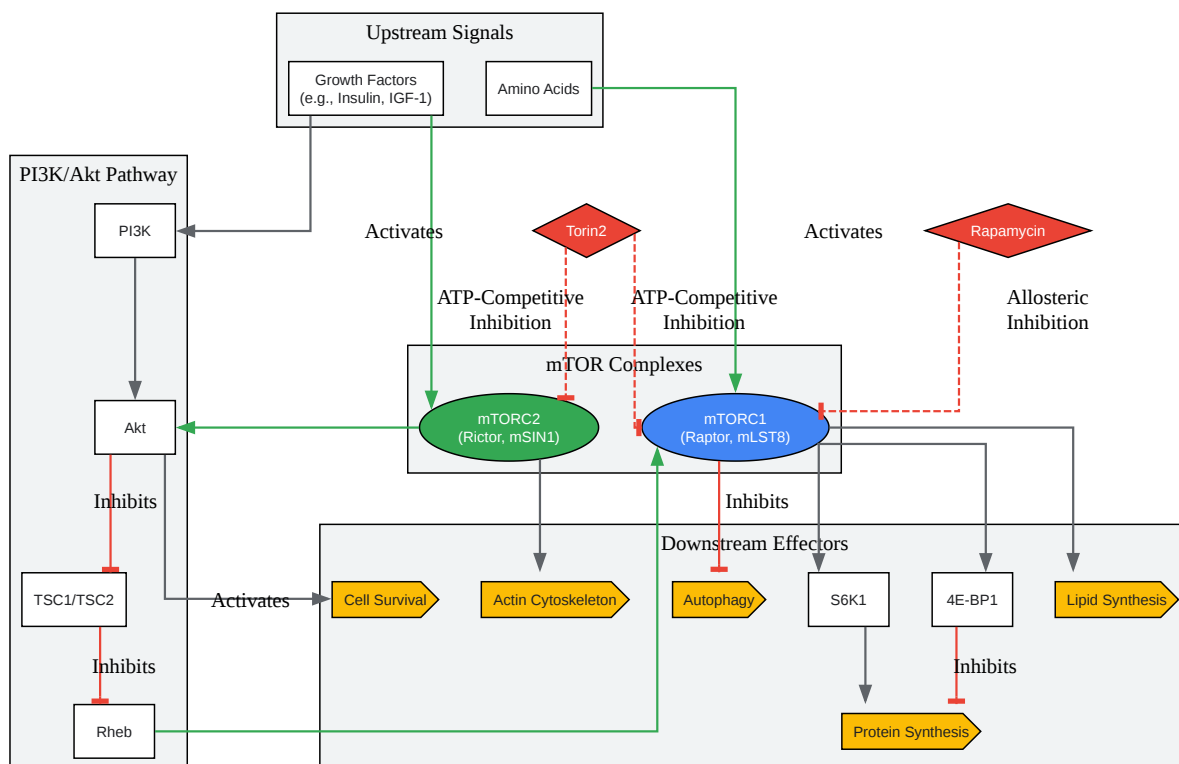 Upstream Signals
Growth Factors
(e.g., Insulin, IGF-1)
Amino Acids
PI3K/Akt Pathway
PI3K
Activates
Torin2
Activates
Rapamycin
ATP-Competitive
Inhibition
ATP-Competitive
Inhibition
Allosteric
Inhibition
mTOR Complexes
Akt
mTORC2
(Rictor, mSIN1)
mTORC1
(Raptor, mLST8)
Inhibits
Inhibits
Downstream Effectors
TSC1/TSC2
Activates
Cell Survival
Actin Cytoskeleton
Autophagy
S6K1
4E-BP1
Lipid Synthesis
Inhibits
Inhibits
Rheb
Protein Synthesis